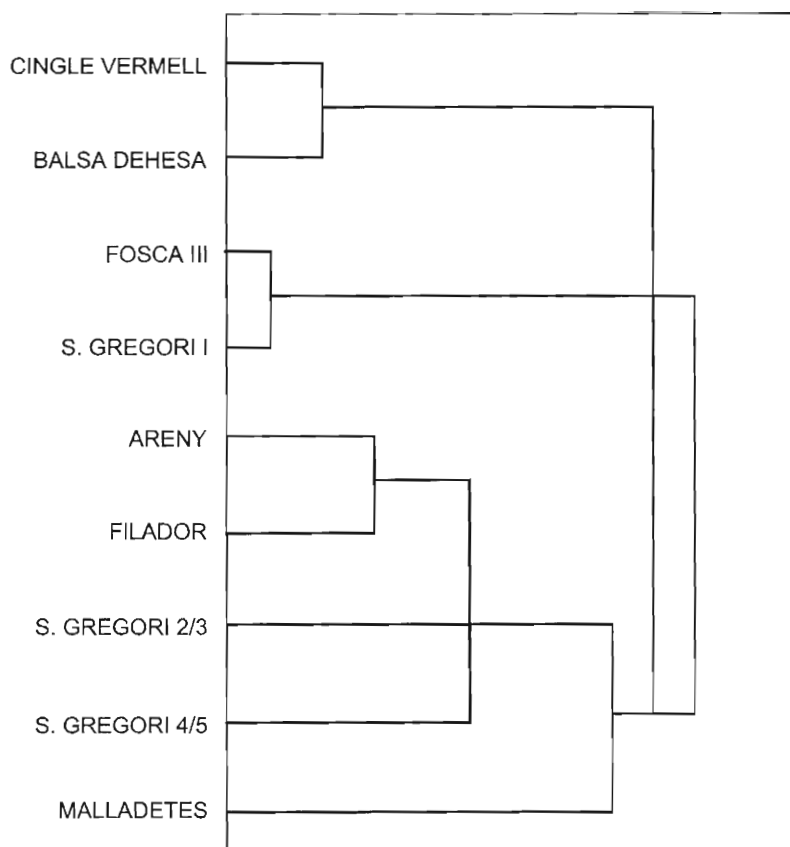 CINGLE VERMELL
BALSA DEHESA
FOSCA III
S. GREGORI I
ARENY
FILADOR
S. GREGORI 2/3
S. GREGORI 4/5
MALLADETES